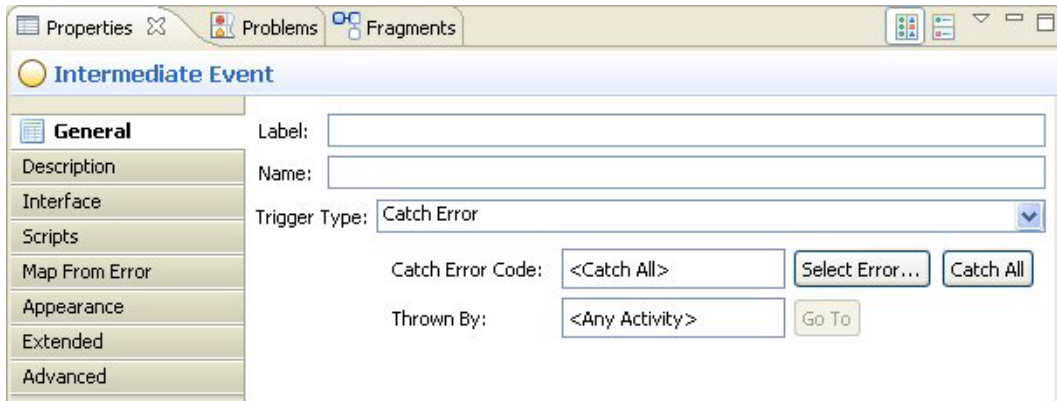 Properties Problems Fragments
Intermediate Event
General
Description
Interface
Scripts
Map From Error
Appearance
Extended
Advanced
Label:
Name:
Trigger Type: Catch Error
Catch Error Code: <Catch All> Select Error... Catch All
Thrown By: <Any Activity> Go To